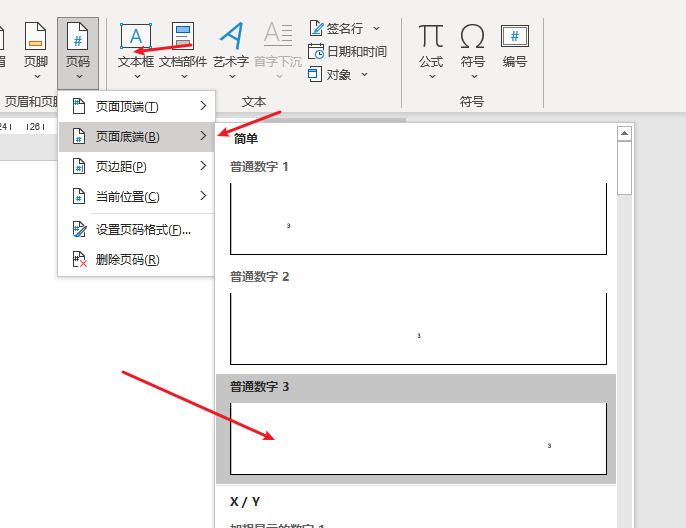 页脚
页码
文本框
文档部件
艺术字
首字下沉
签名行
日期和时间
对象
公式
符号
编号
页眉和页脚
文本
符号
24
26
页面顶端(T)
页面底端(B)
页边距(P)
当前位置(C)
设置页码格式(F)...
删除页码(R)
简单
普通数字 1
3
普通数字 2
3
普通数字 3
3
X / Y